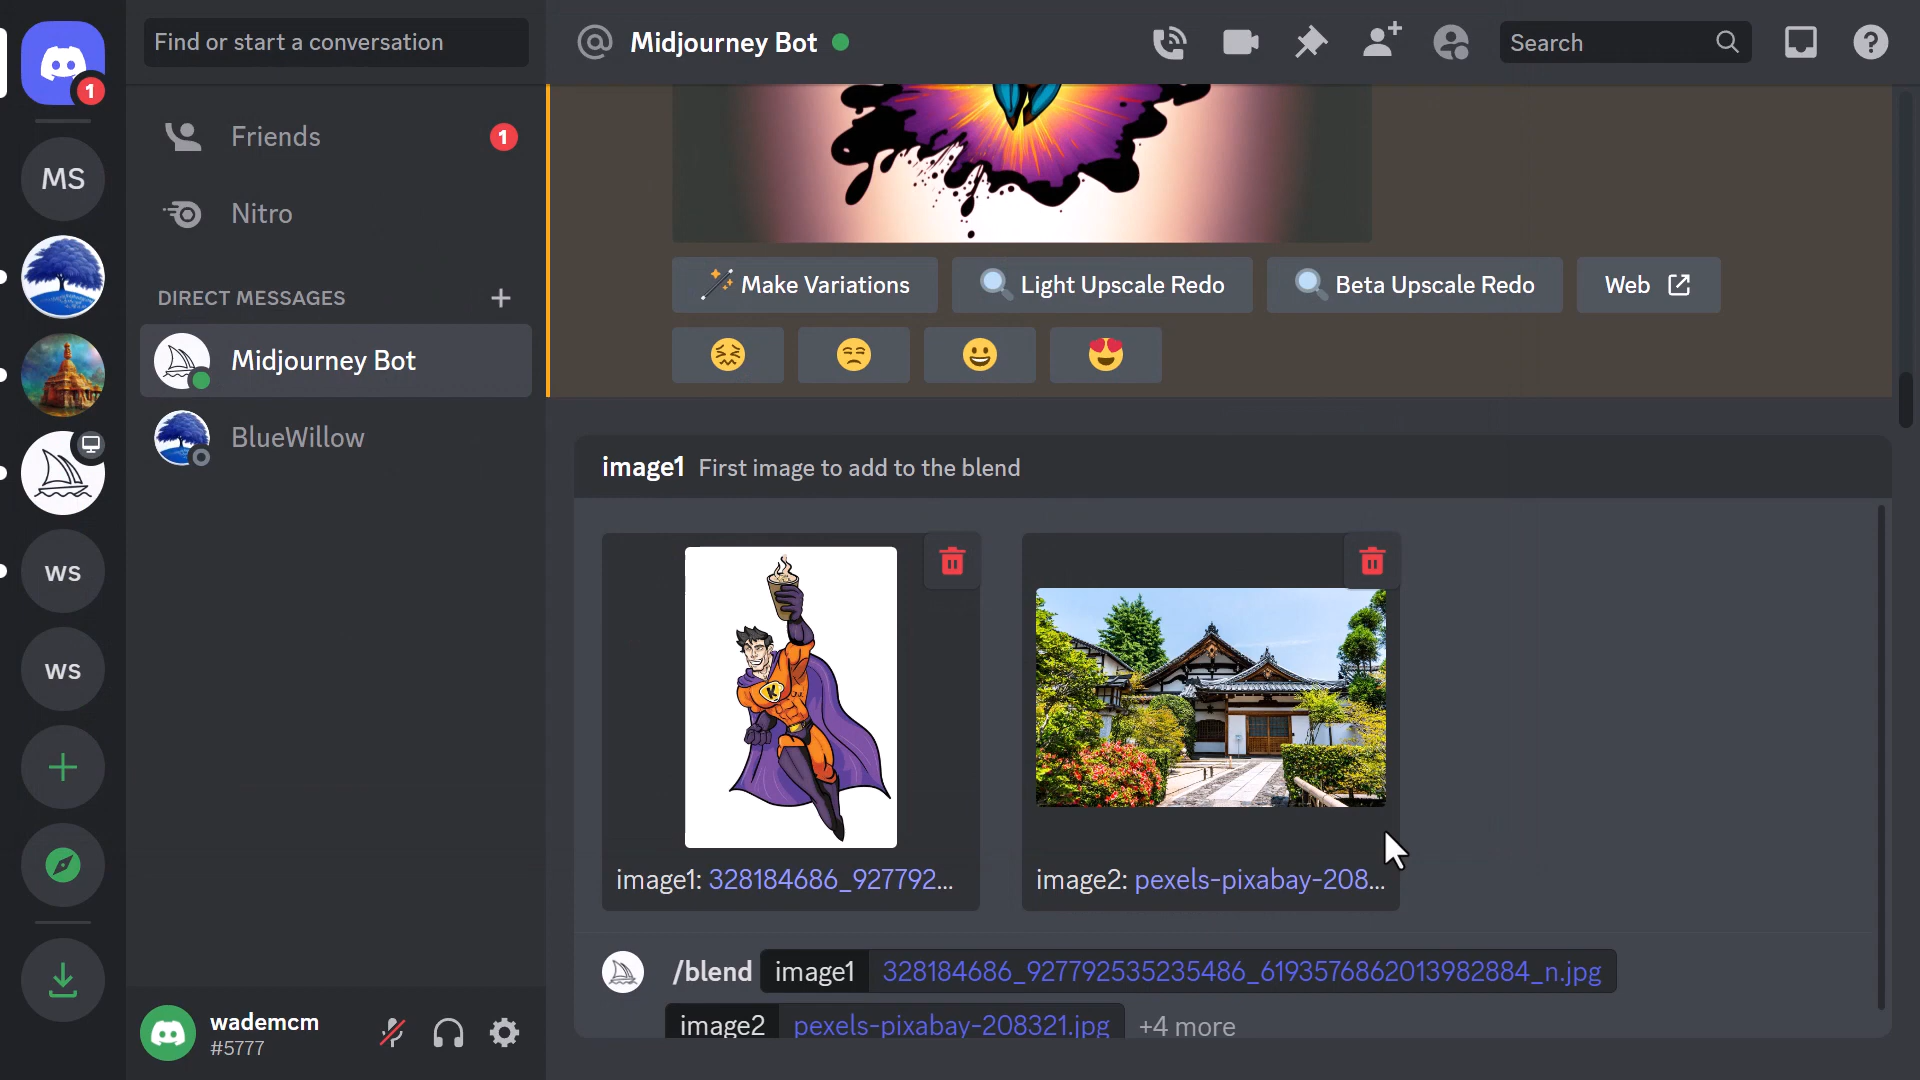 Find or start a conversation
1
Friends
1
Nitro
DIRECT MESSAGES
Midjourney Bot
BlueWillow
MS
ws
ws
wademcm
#5777
Midjourney Bot
Search
Make Variations
Light Upscale Redo
Beta Upscale Redo
Web
image1 First image to add to the blend
K
image1: 328184686_927792...
image2: pexels-pixabay-208...
/blend image1 328184686_927792535235486_6193576862013982884_n.jpg
image2 pexels-pixabay-208321.jpg +4 more